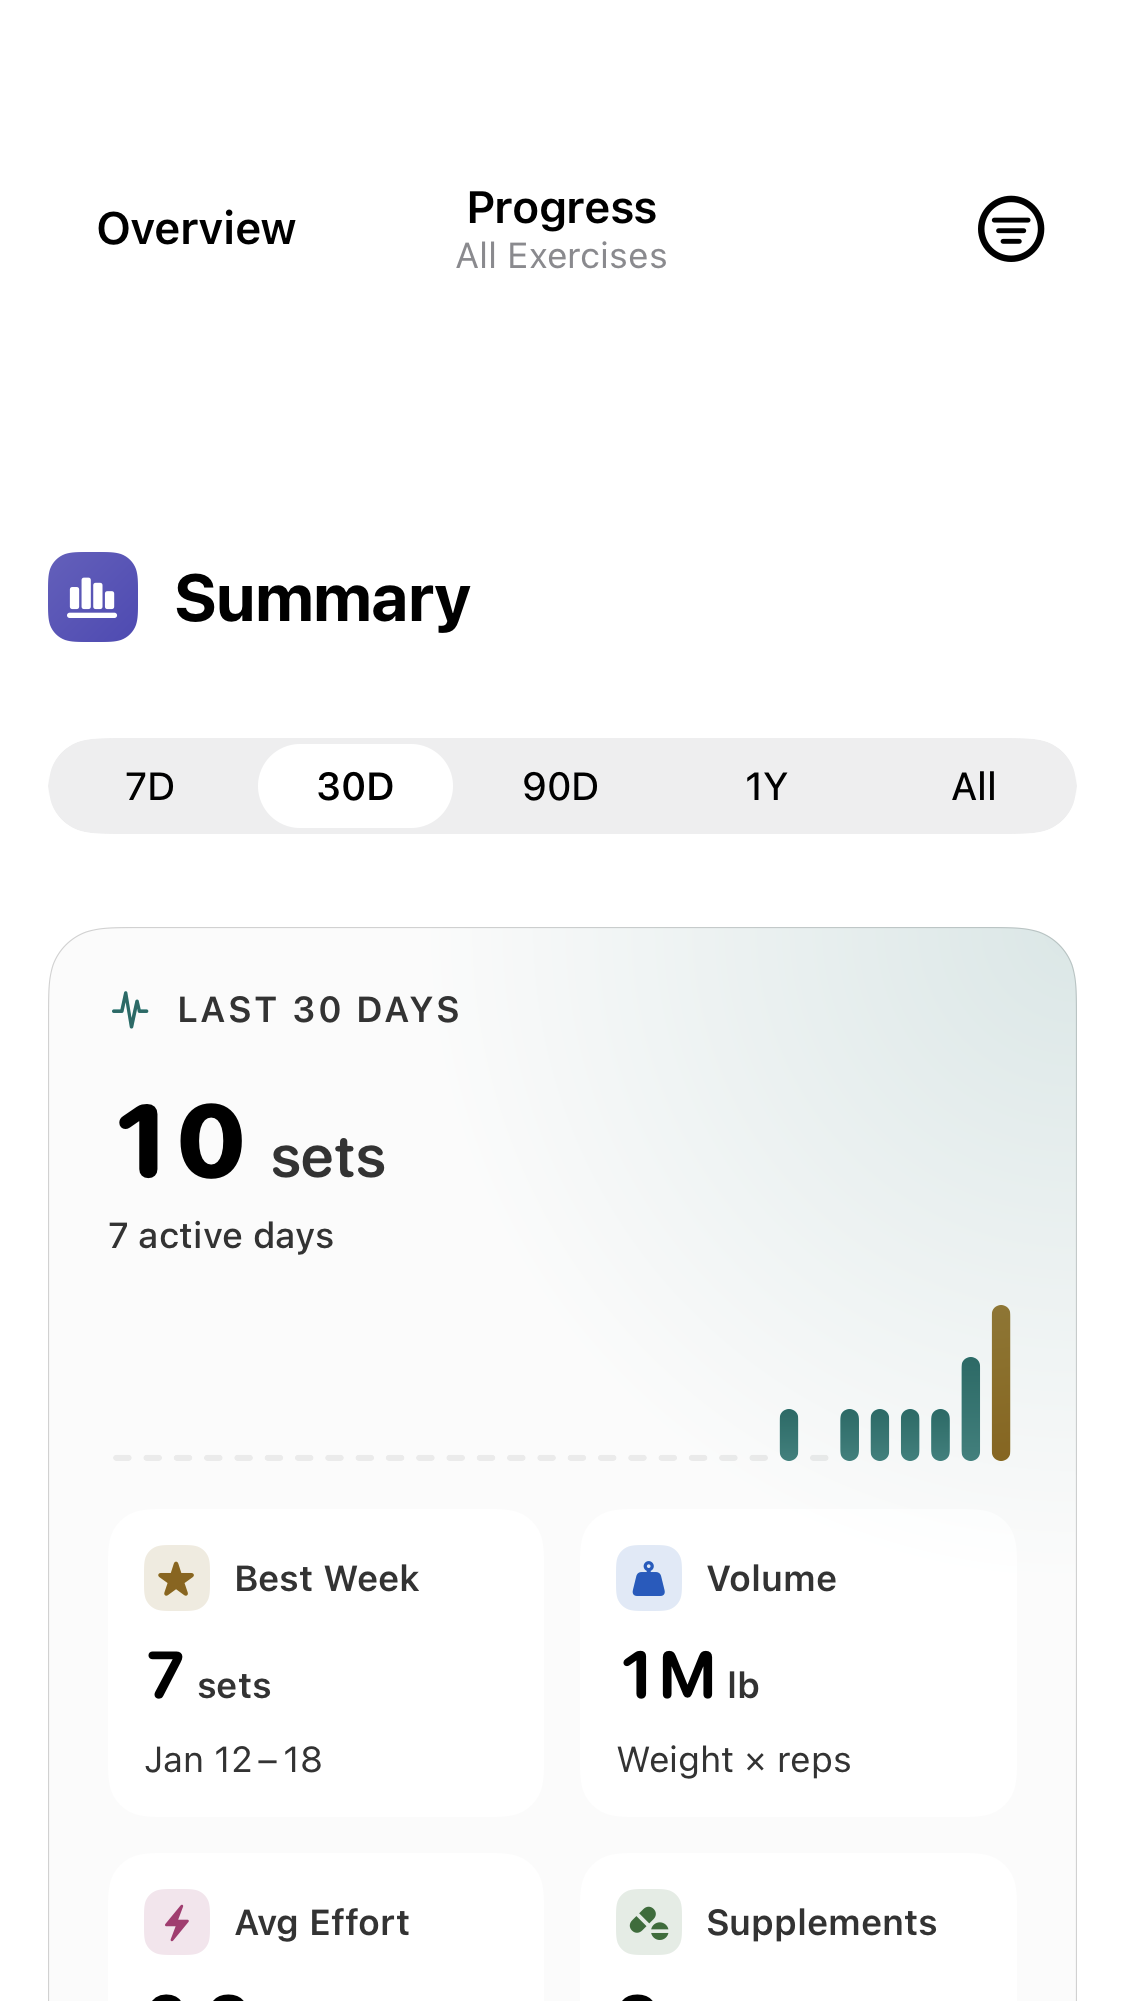 Overview
Progress
All Exercises
Summary
7D 30D 90D 1Y All
LAST 30 DAYS
10 sets
7 active days
Best Week
7 sets
Jan 12 – 18
Volume
1M lb
Weight × reps
Avg Effort
Supplements